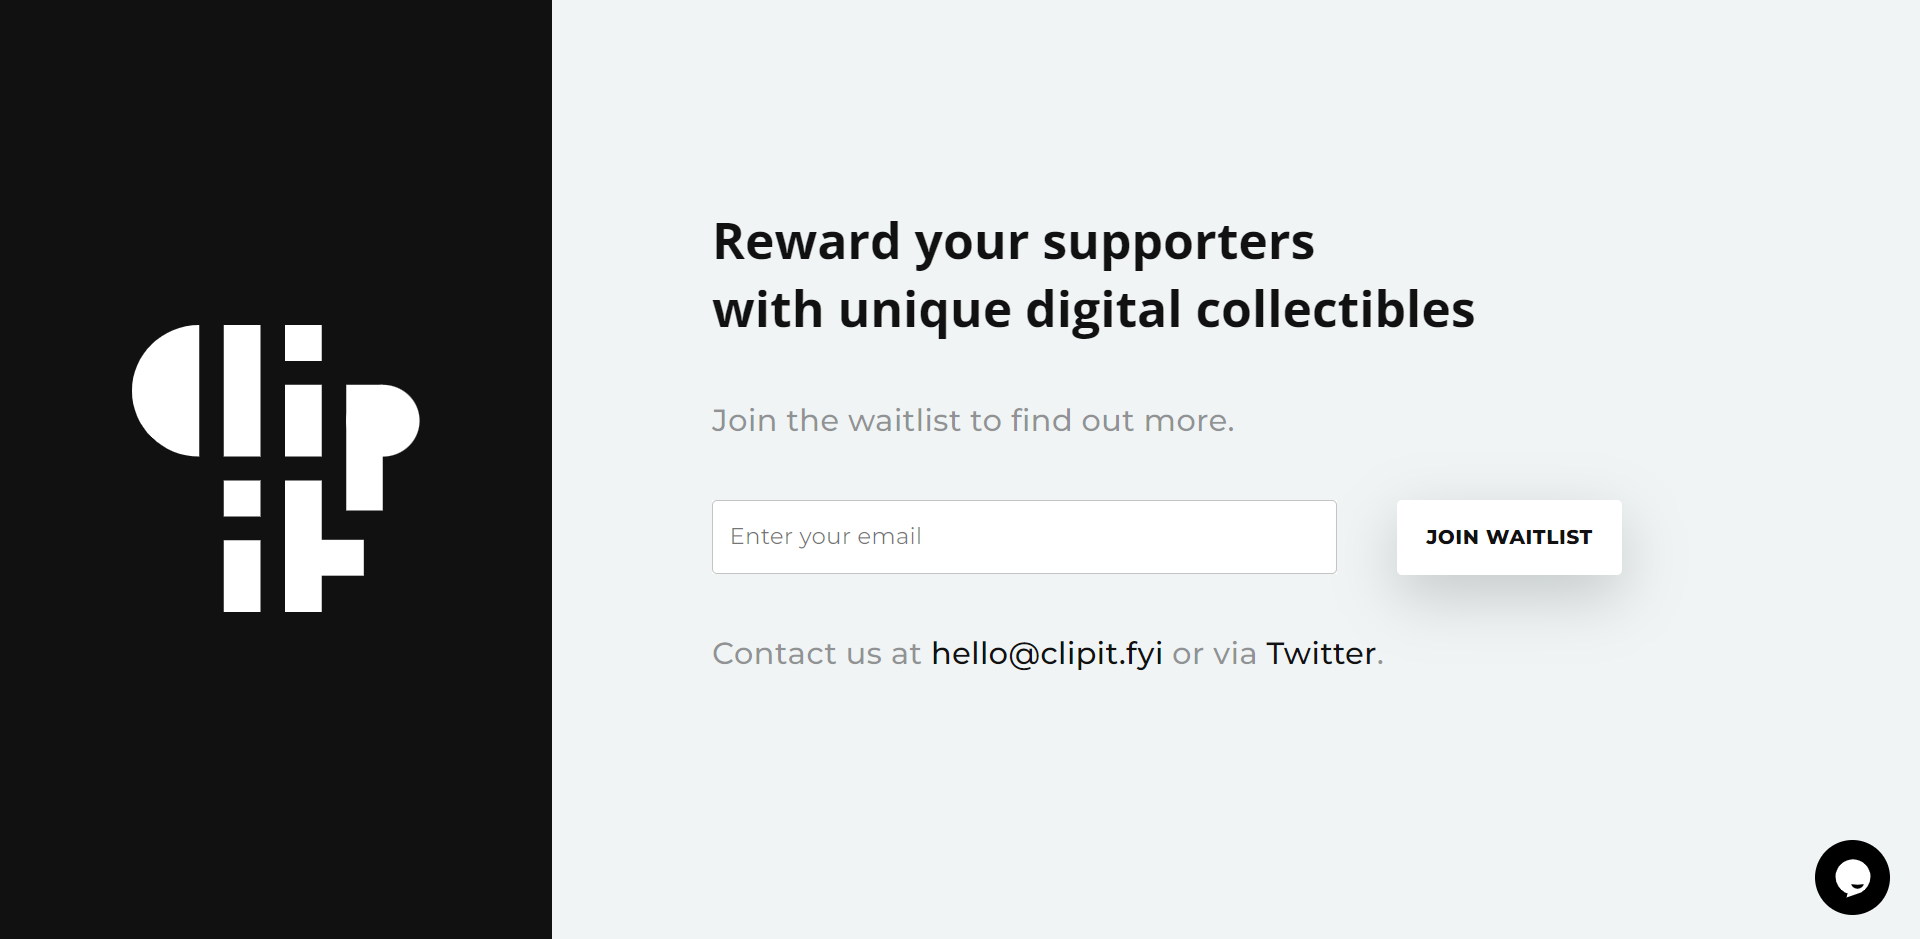 Clip
it
Reward your supporters
with unique digital collectibles
Join the waitlist to find out more.
Enter your email
JOIN WAITLIST
Contact us at hello@clipit.fyi or via Twitter.